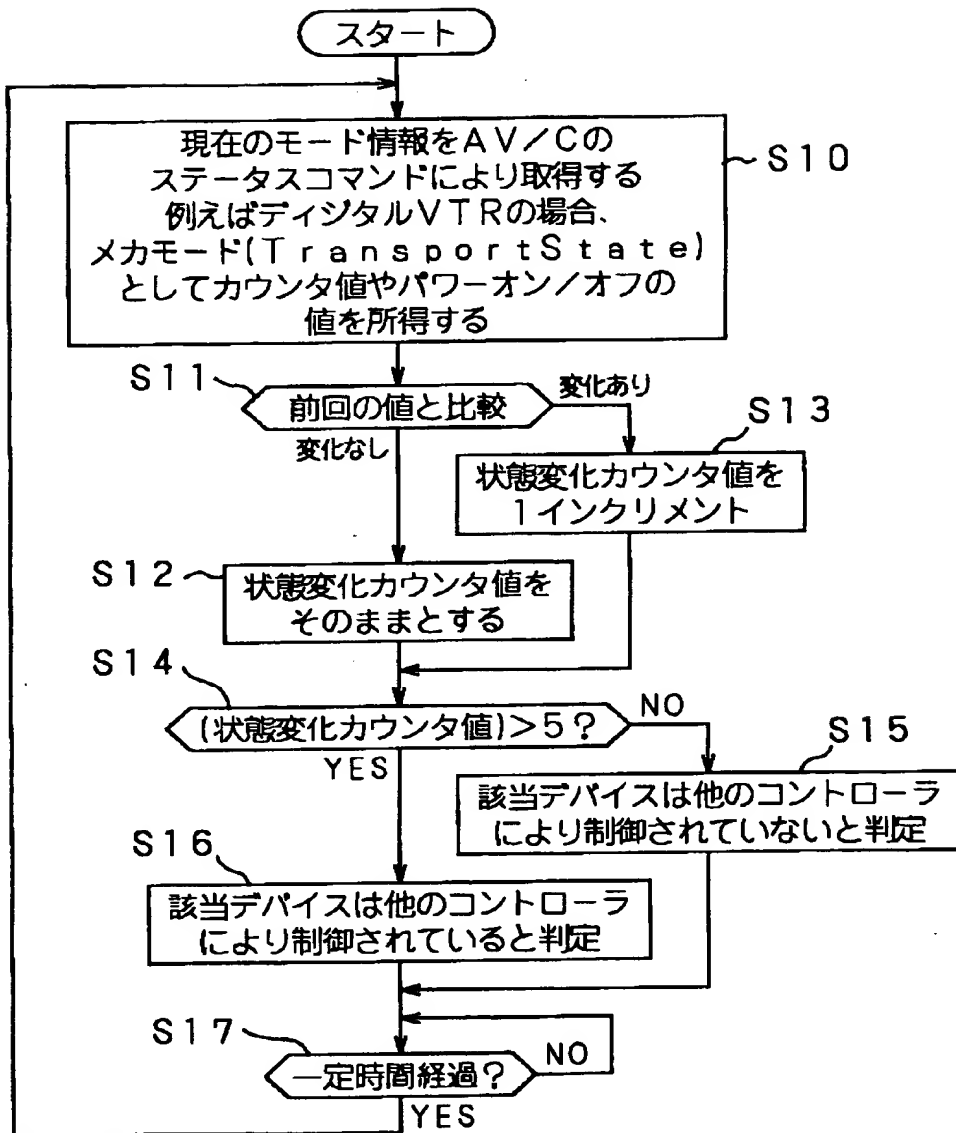 スタート
現在のモード情報をAV／Cの
ステータスコマンドにより取得する
例えばディジタルVTRの場合、
メカモード(TransportState)
としてカウンタ値やパワーオン／オフの
値を所得する
S10
S11
前回の値と比較
変化あり
変化なし
S13
状態変化カウンタ値を
1インクリメント
S12
状態変化カウンタ値を
そのままとする
S14
(状態変化カウンタ値)＞5？
NO
YES
S15
該当デバイスは他のコントローラ
により制御されていないと判定
S16
該当デバイスは他のコントローラ
により制御されていると判定
S17
一定時間経過？
NO
YES